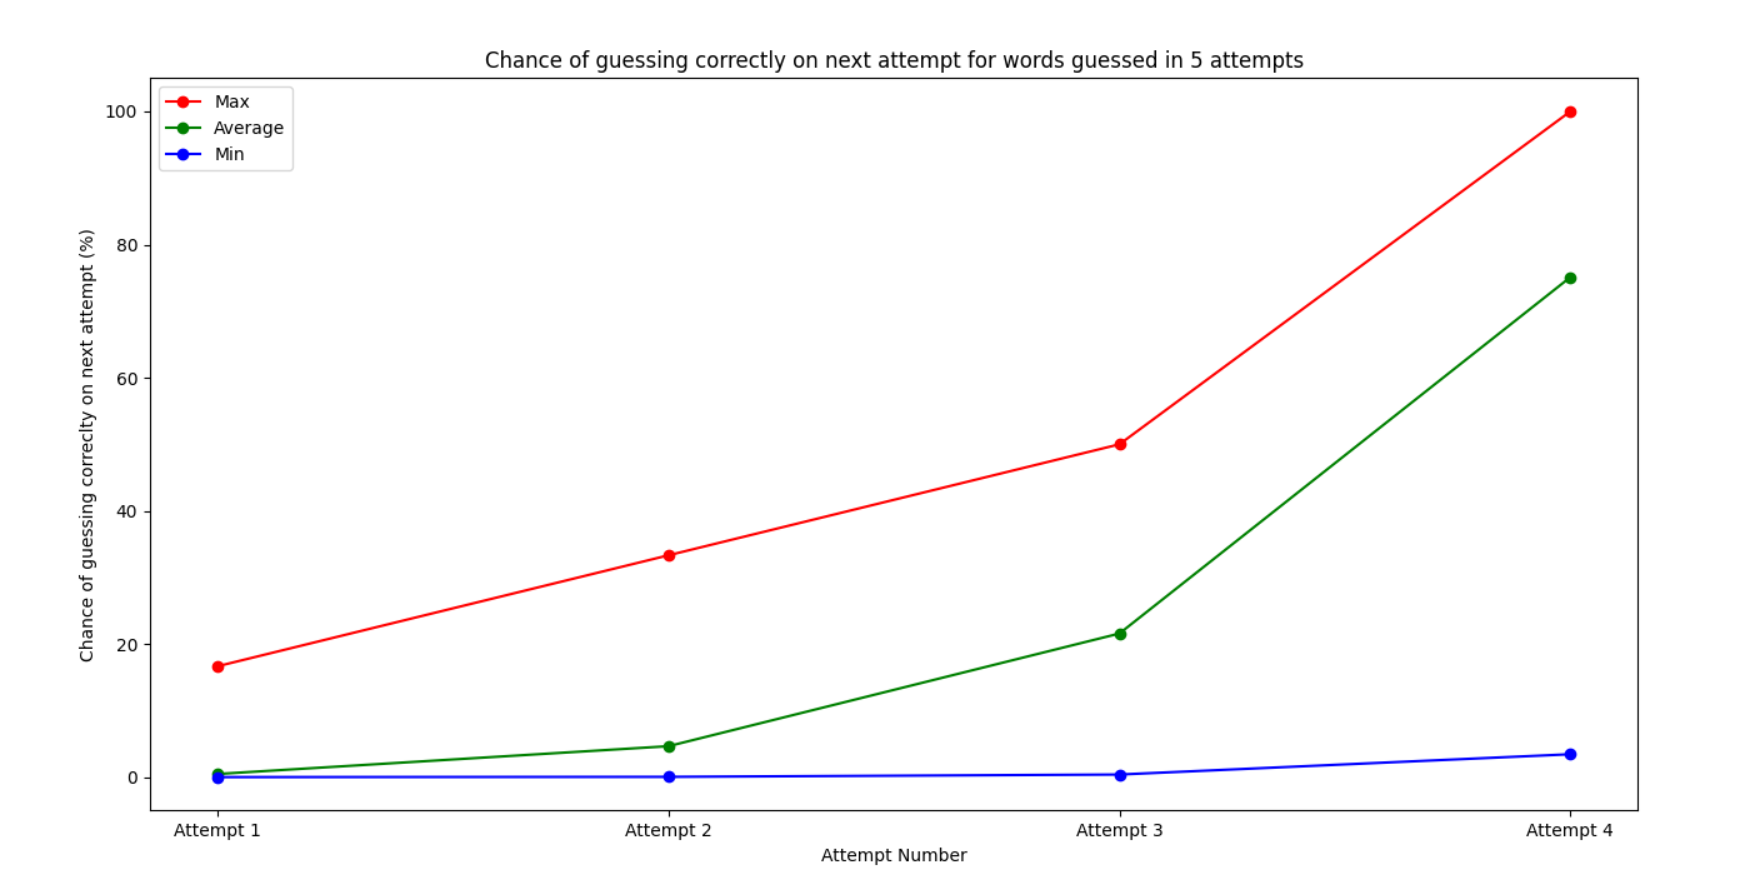 Chance of guessing correctly on next attempt for words guessed in 5 attempts
Max
Average
Min
Chance of guessing correclty on next attempt (%)
100
80
60
40
20
0
Attempt 1
Attempt 2
Attempt 3
Attempt 4
Attempt Number